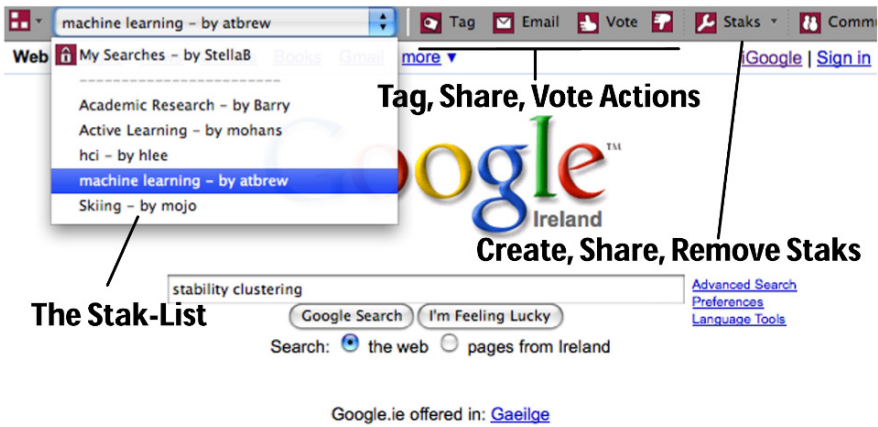 machine learning - by atbrew Tag Email Vote Staks Commu
Web Books Gmail more iGoogle | Sign in
My Searches - by StellaB
Academic Research - by Barry
Active Learning - by mohans
hci - by hlee
machine learning - by atbrew
Skiing - by mojo
Tag, Share, Vote Actions
Google™
Ireland
Create, Share, Remove Staks
The Stak-List
stability clustering
Advanced Search
Preferences
Language Tools
Google Search I'm Feeling Lucky
Search: the web pages from Ireland
Google.ie offered in: Gaeilge